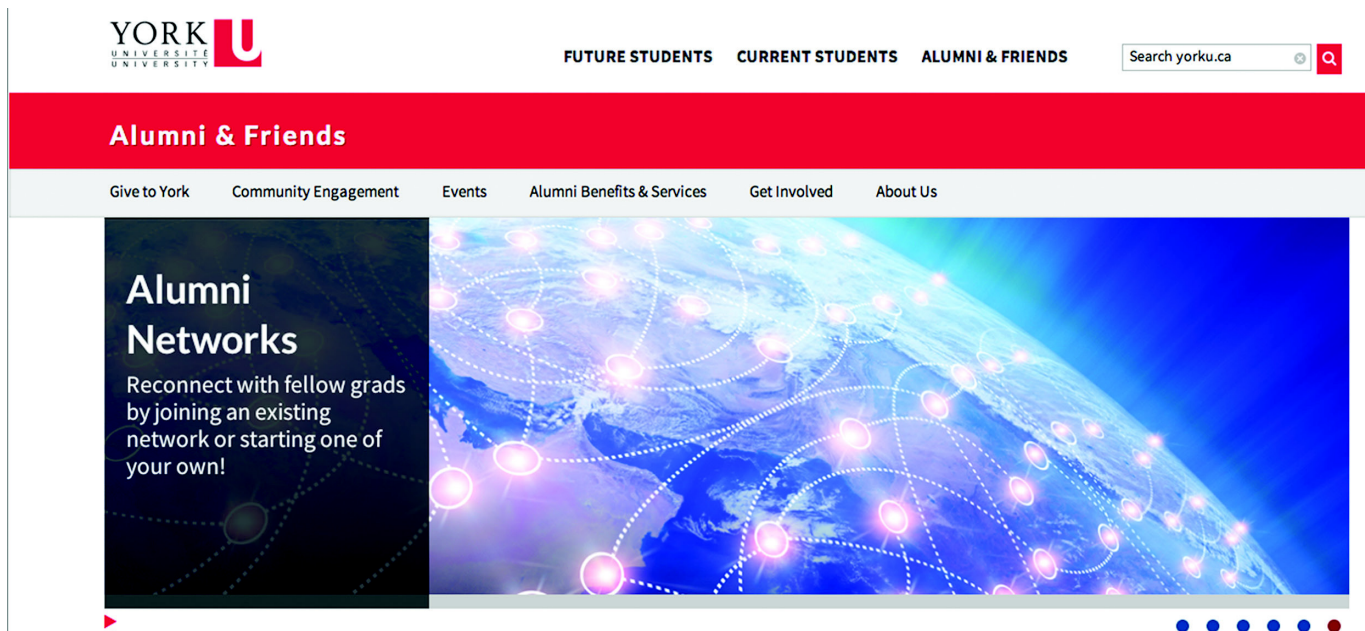 YORK U
UNIVERSITÉ
UNIVERSITY
FUTURE STUDENTS CURRENT STUDENTS ALUMNI & FRIENDS
Search yorku.ca
Alumni & Friends
Give to York Community Engagement Events Alumni Benefits & Services Get Involved About Us
Alumni
Networks
Reconnect with fellow grads
by joining an existing
network or starting one of
your own!